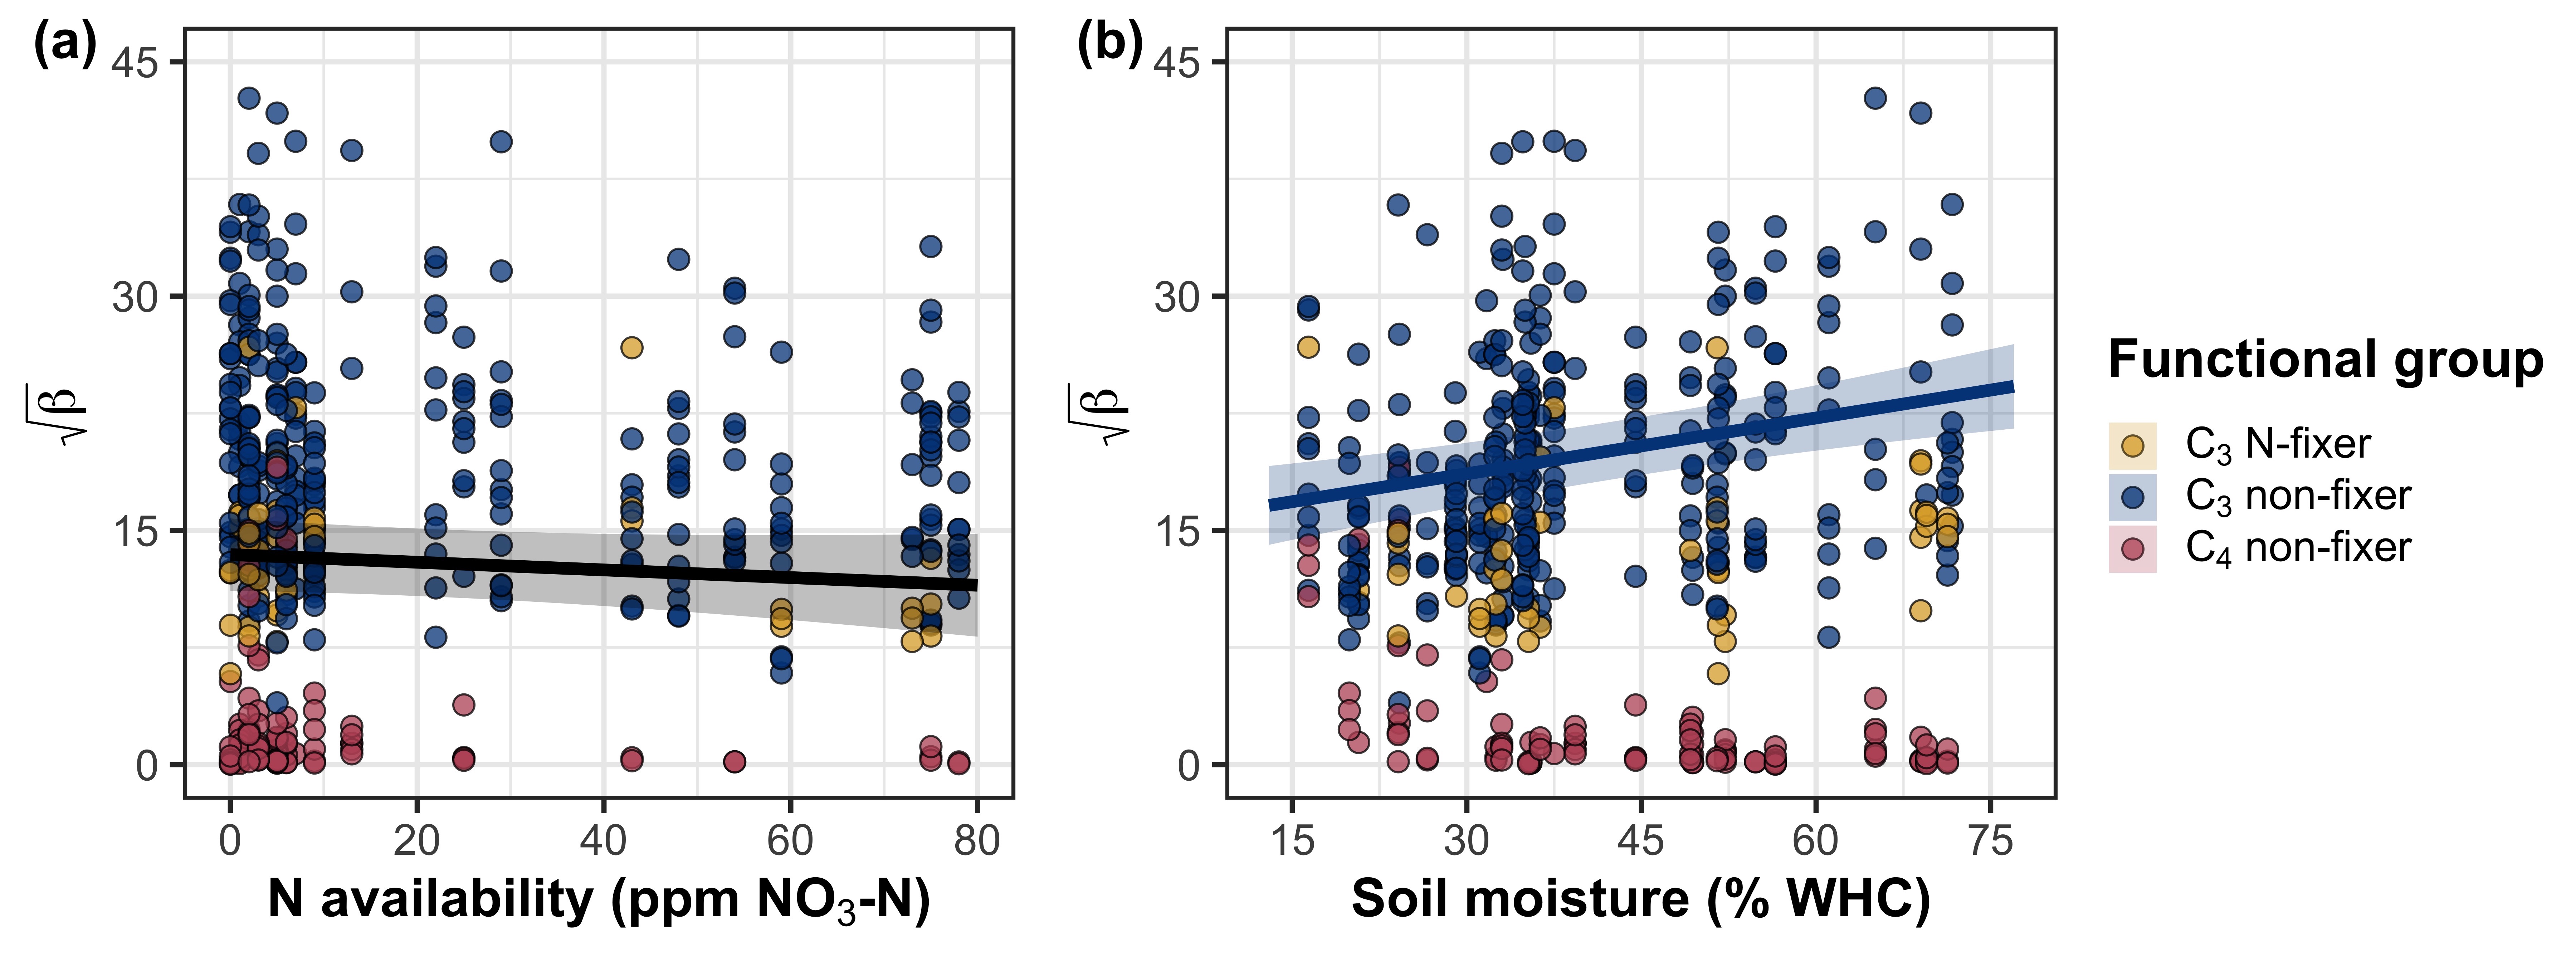 (a)
45
30
15
0
√β
0 20 40 60 80
N availability (ppm NO₃-N)
(b)
45
30
15
0
√β
15 30 45 60 75
Soil moisture (% WHC)
Functional group
C₃ N-fixer
C₃ non-fixer
C₄ non-fixer